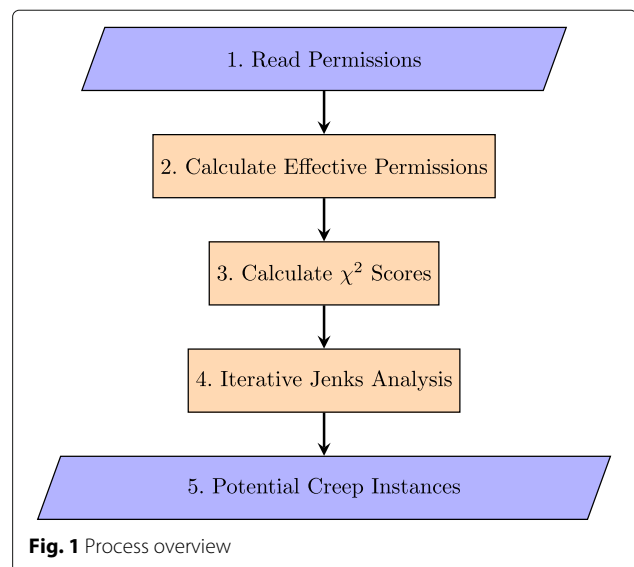 1. Read Permissions
2. Calculate Effective Permissions
3. Calculate χ² Scores
4. Iterative Jenks Analysis
5. Potential Creep Instances
Fig. 1 Process overview